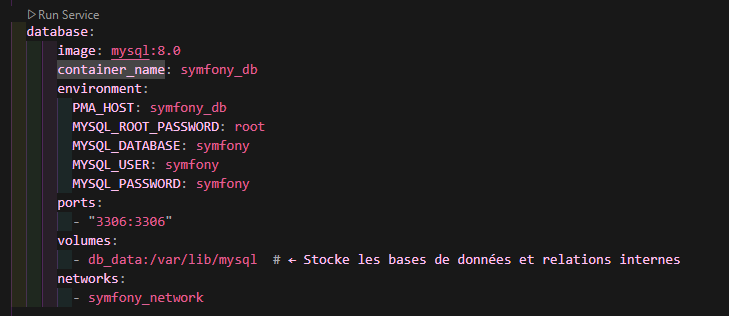 Run Service
database:
image: mysql:8.0
container_name: symfony_db
environment:
PMA_HOST: symfony_db
MYSQL_ROOT_PASSWORD: root
MYSQL_DATABASE: symfony
MYSQL_USER: symfony
MYSQL_PASSWORD: symfony
ports:
- "3306:3306"
volumes:
- db_data:/var/lib/mysql  # ← Stocke les bases de données et relations internes
networks:
- symfony_network